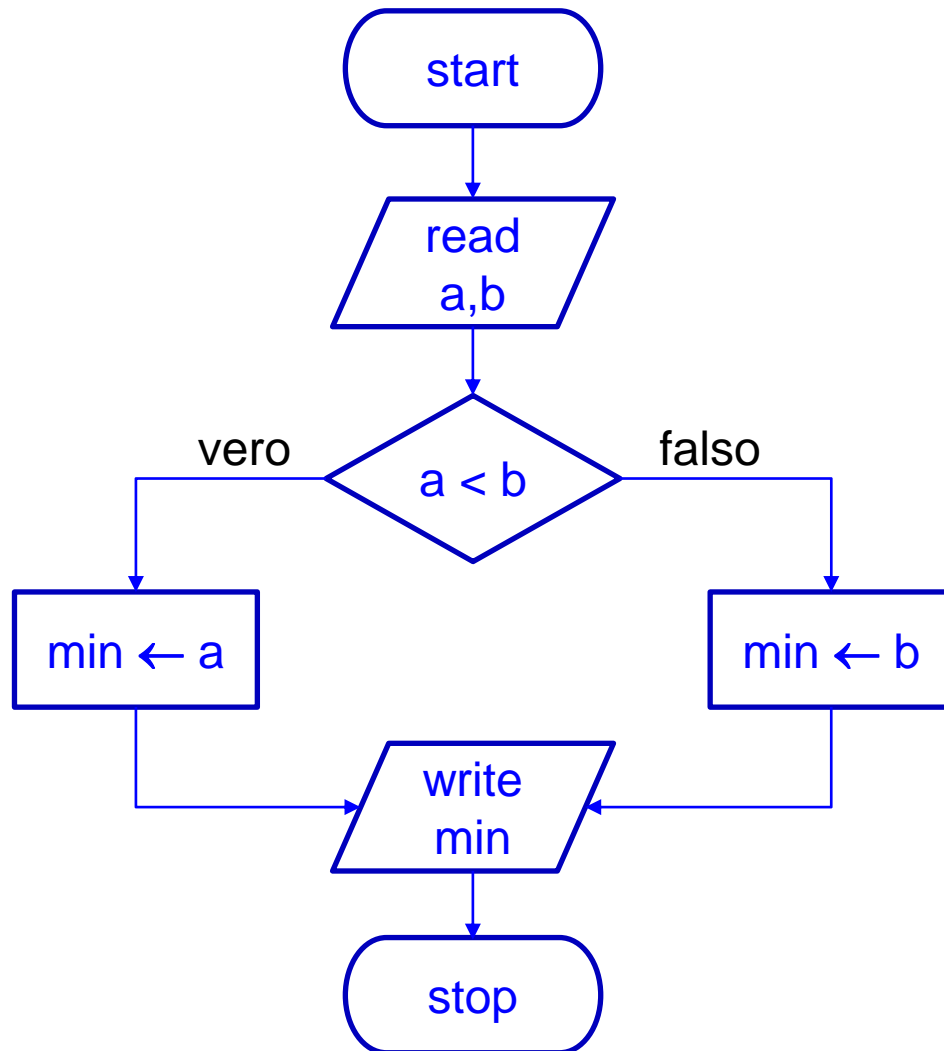 start
read
a,b
vero
a < b
falso
min ← a
min ← b
write
min
stop